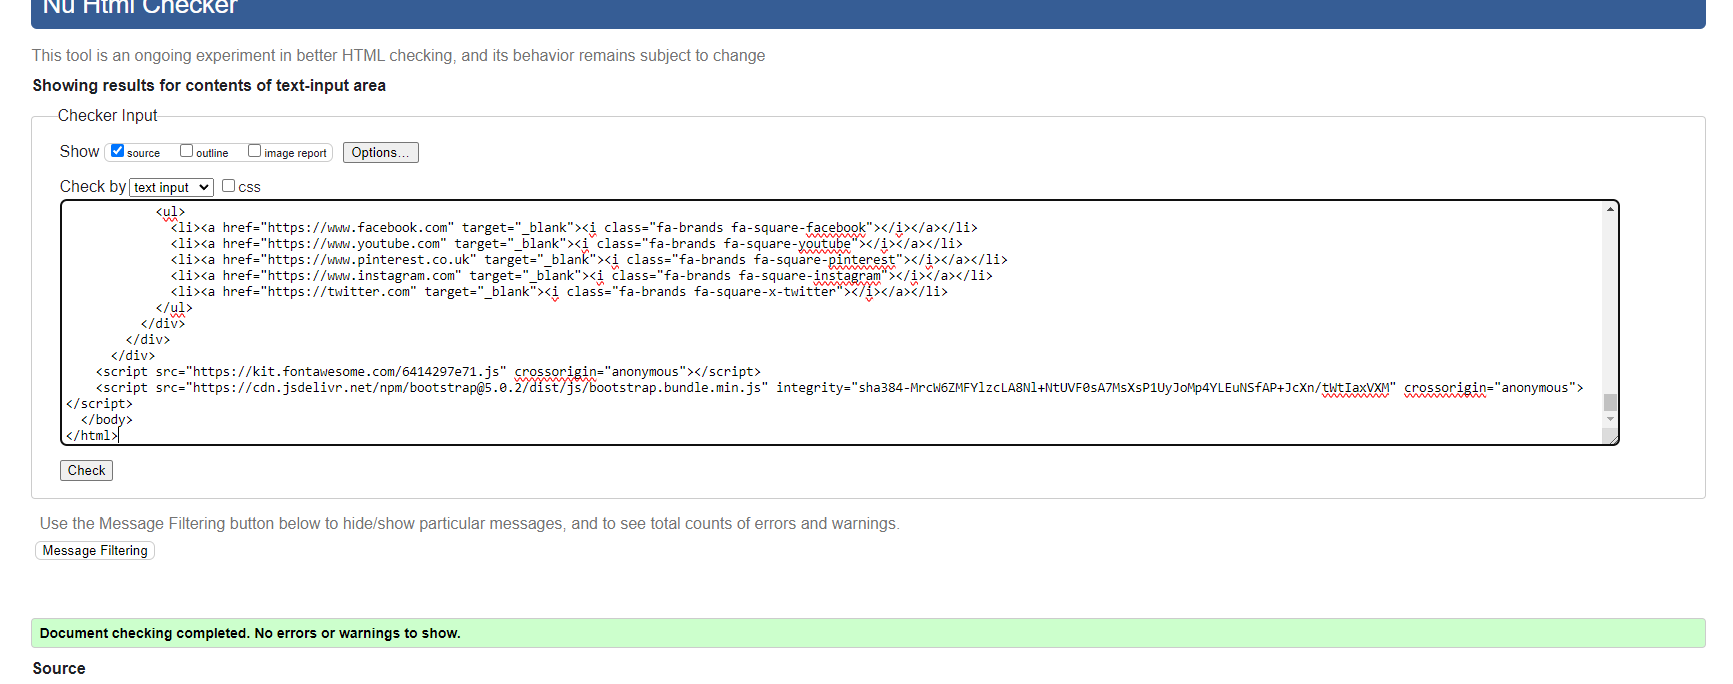 Nu Html Checker
This tool is an ongoing experiment in better HTML checking, and its behavior remains subject to change
Showing results for contents of text-input area
Checker Input
Show source outline image report Options...
Check by text input css
<ul>
<li><a href="https://www.facebook.com" target="_blank"><i class="fa-brands fa-square-facebook"></i></a></li>
<li><a href="https://www.youtube.com" target="_blank"><i class="fa-brands fa-square-youtube"></i></a></li>
<li><a href="https://www.pinterest.co.uk" target="_blank"><i class="fa-brands fa-square-pinterest"></i></a></li>
<li><a href="https://www.instagram.com" target="_blank"><i class="fa-brands fa-square-instagram"></i></a></li>
<li><a href="https://twitter.com" target="_blank"><i class="fa-brands fa-square-x-twitter"></i></a></li>
</ul>
</div>
</div>
</div>
<script src="https://kit.fontawesome.com/6414297e71.js" crossorigin="anonymous"></script>
<script src="https://cdn.jsdelivr.net/npm/bootstrap@5.0.2/dist/js/bootstrap.bundle.min.js" integrity="sha384-MrcW6ZMFYlzcLA8Nl+NtUVF0sA7MsXsP1UyJoMp4YLEuNSfAP+JcXn/tWtIaxVXM" crossorigin="anonymous">
</script>
</body>
</html>
Check
Use the Message Filtering button below to hide/show particular messages, and to see total counts of errors and warnings.
Message Filtering
Document checking completed. No errors or warnings to show.
Source